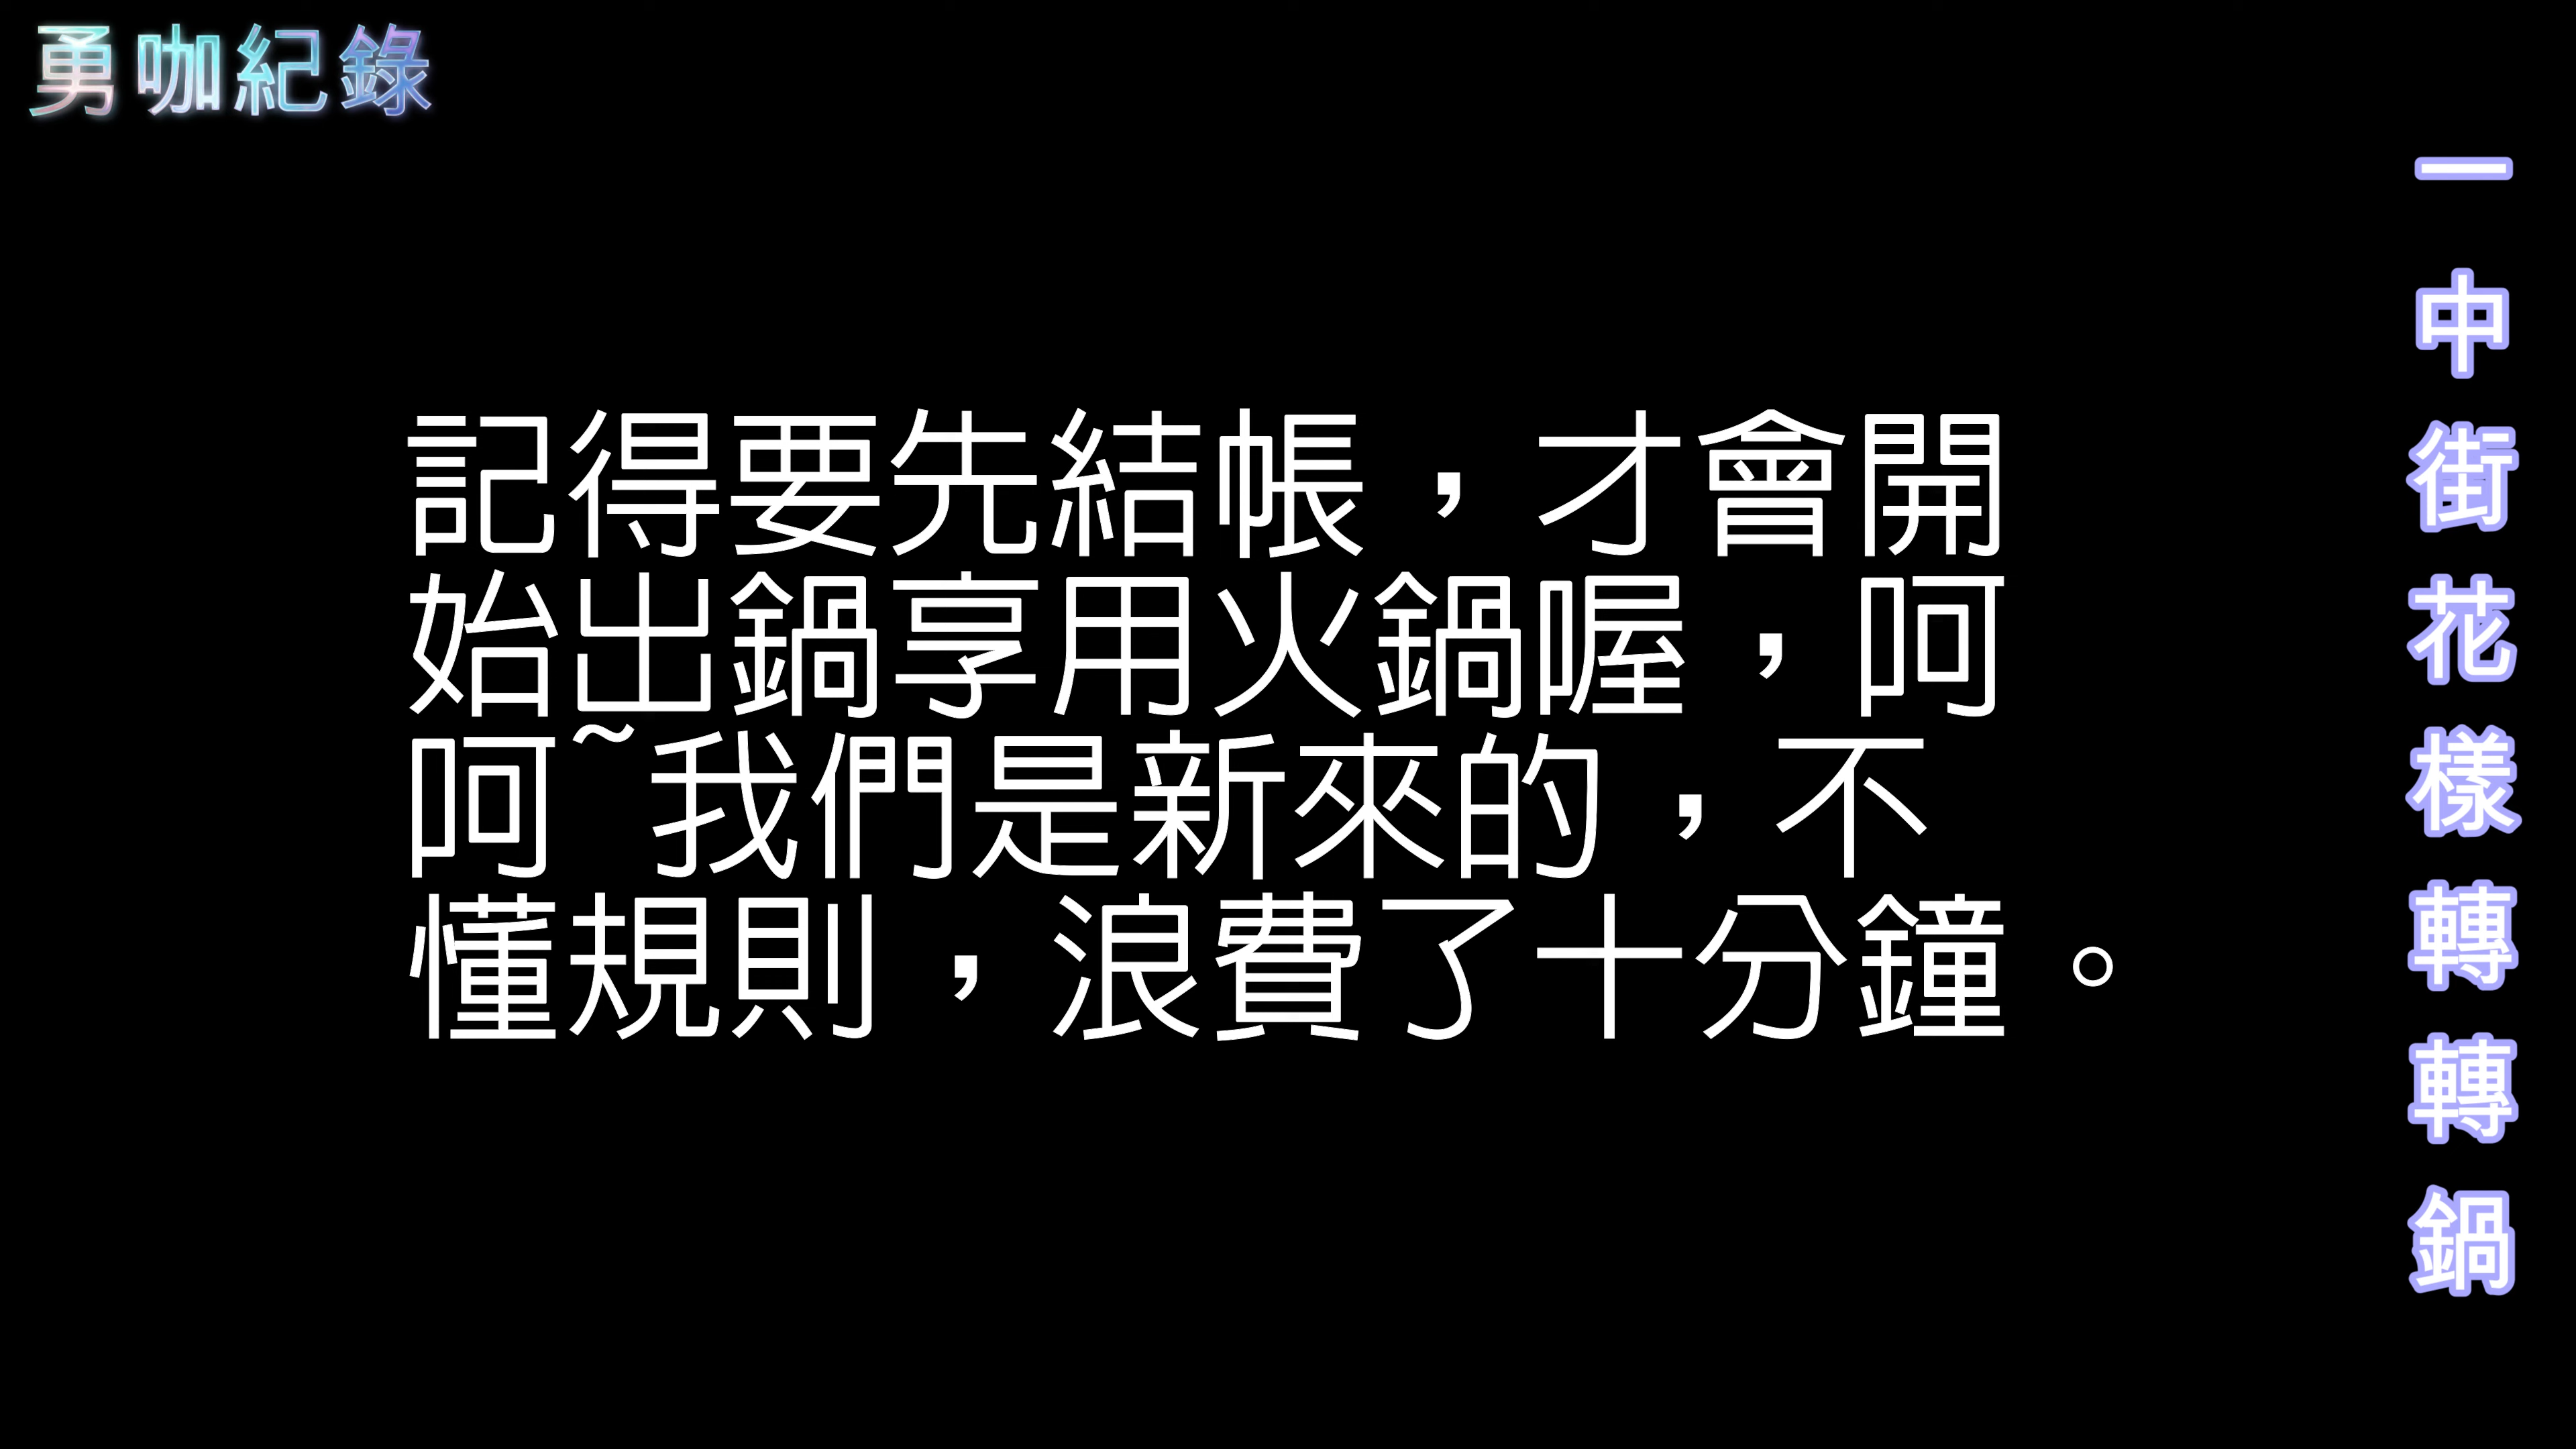 勇咖紀錄
記得要先結帳，才會開
始出鍋享用火鍋喔，呵
呵~我們是新來的，不
懂規則，浪費了十分鐘。
一中街花樣轉轉鍋